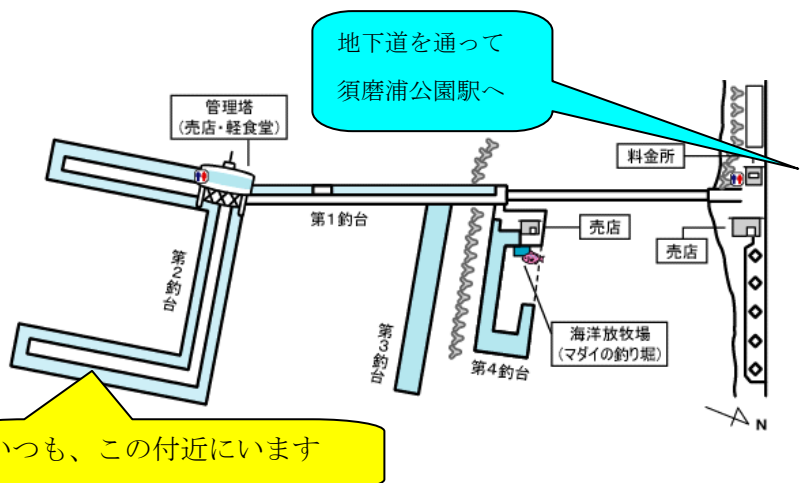 地下道を通って
須磨浦公園駅へ
管理塔
(売店・軽食堂)
料金所
第1釣台
売店
売店
第2釣台
海洋放牧場
(マダイの釣り堀)
第3釣台
第4釣台
N
いつも、この付近にいます